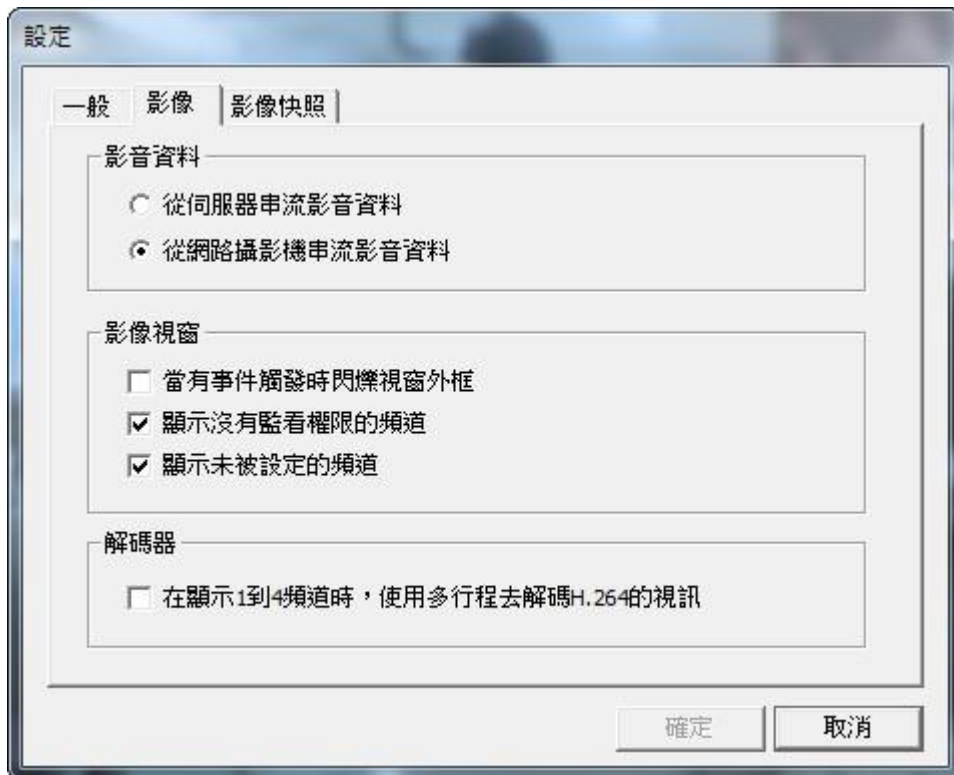 設定
一般
影像
影像快照
影音資料
從伺服器串流影音資料
從網路攝影機串流影音資料
影像視窗
當有事件觸發時閃爍視窗外框
顯示沒有監看權限的頻道
顯示未被設定的頻道
解碼器
在顯示1到4頻道時，使用多行程去解碼H.264的視訊
確定
取消